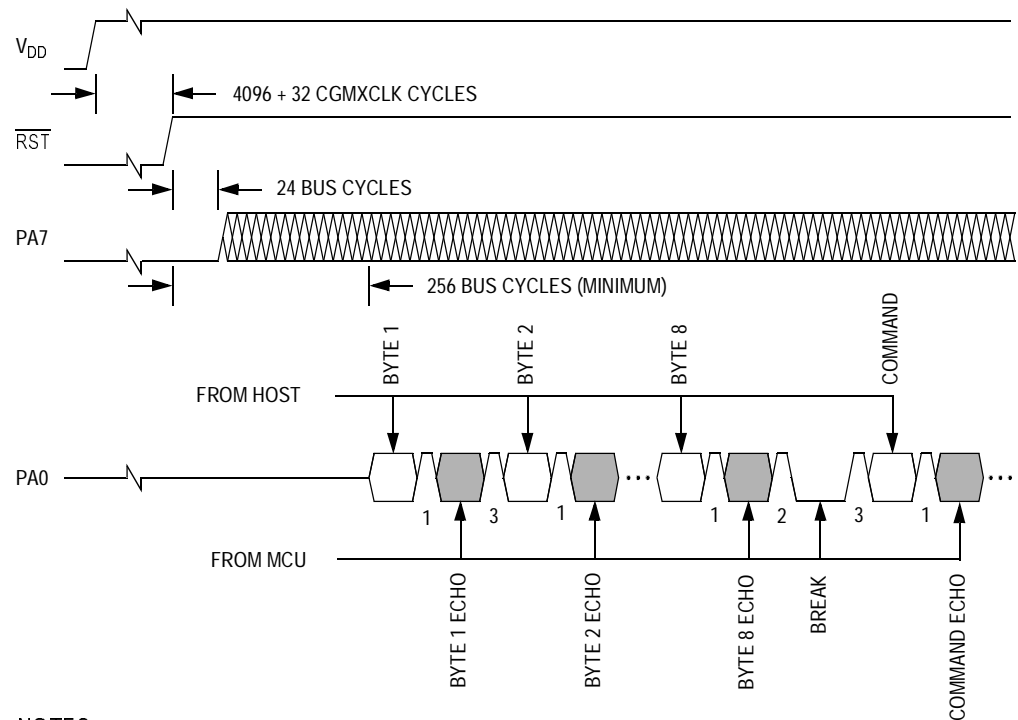 VDD
4096 + 32 CGMXCLK CYCLES
RST
24 BUS CYCLES
PA7
256 BUS CYCLES (MINIMUM)
BYTE 1
BYTE 2
BYTE 8
COMMAND
FROM HOST
PA0
1
3
1
1
2
3
1
FROM MCU
BYTE 1 ECHO
BYTE 2 ECHO
BYTE 8 ECHO
BREAK
COMMAND ECHO
NOTES